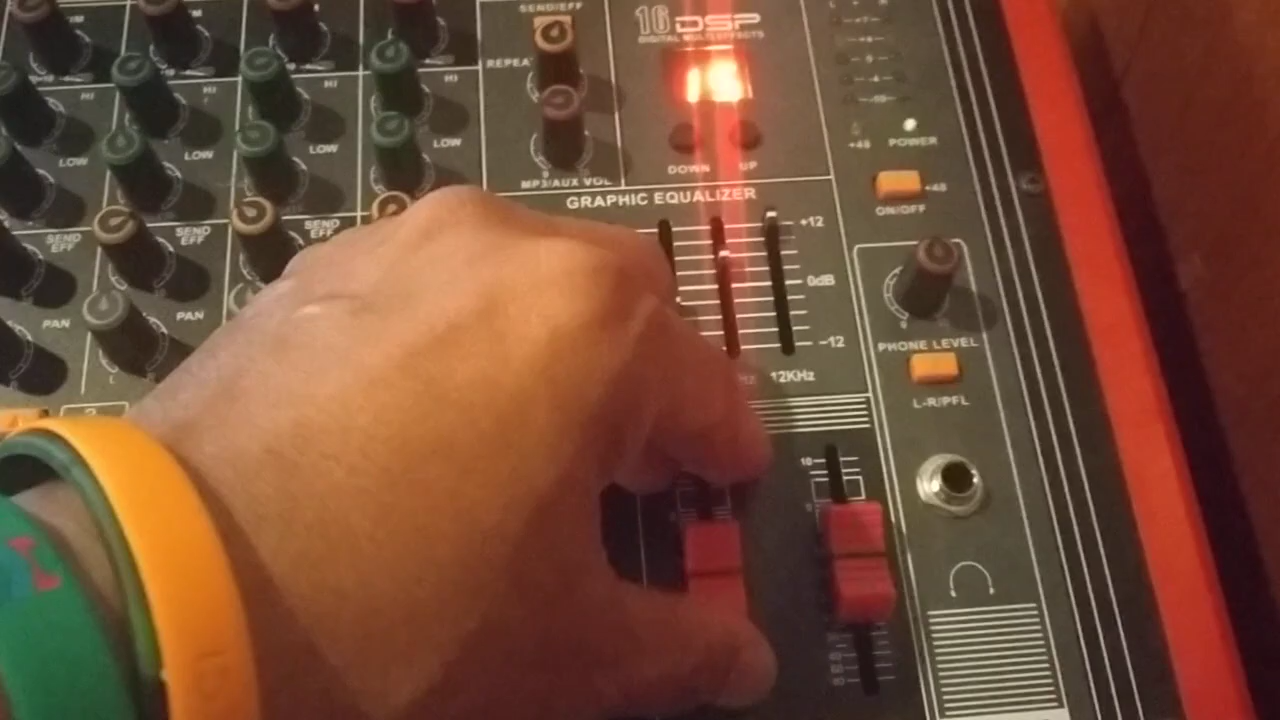 SEND/EFF
16 DSP
DIGITAL MULTIEFFECTS
REPEAT
HI
HI
HI
HI
LOW
LOW
LOW
LOW
DOWN
UP
+48
POWER
MP3/AUX VOL
GRAPHIC EQUALIZER
+48
ON/OFF
SEND
EFF
SEND
EFF
SEND
EFF
+12
0dB
-12
PAN
PAN
L
12KHz
PHONE LEVEL
L-R/PFL
10